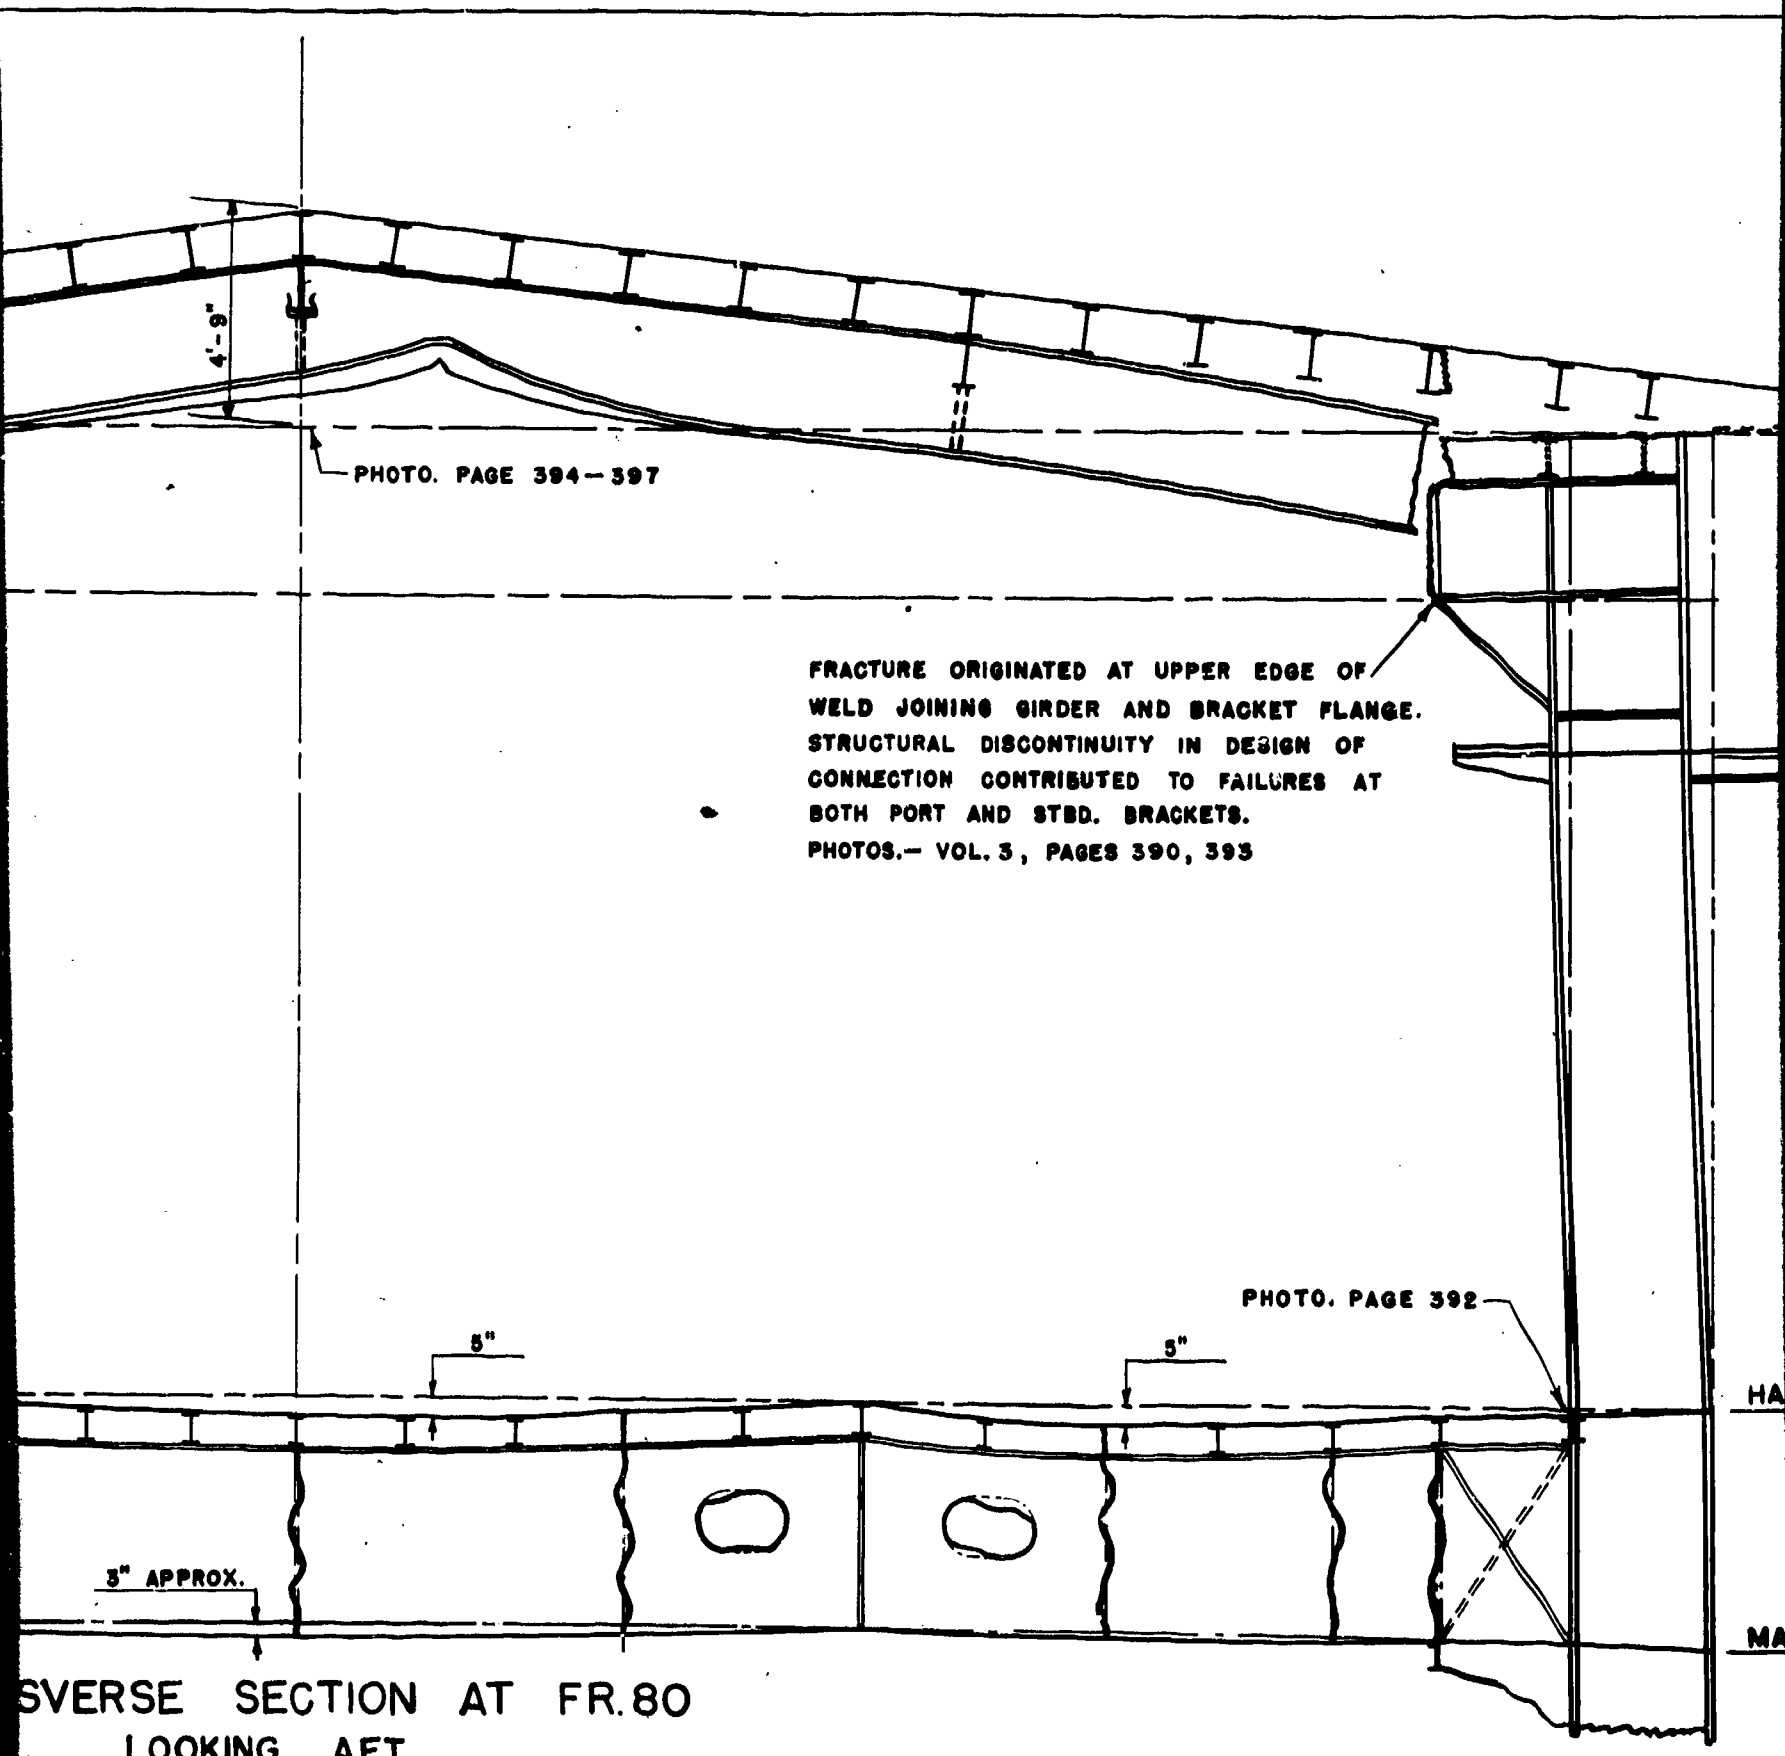 4'-9"
PHOTO. PAGE 394-397
FRACTURE ORIGINATED AT UPPER EDGE OF
WELD JOINING GIRDER AND BRACKET FLANGE.
STRUCTURAL DISCONTINUITY IN DESIGN OF
CONNECTION CONTRIBUTED TO FAILURES AT
BOTH PORT AND STBD. BRACKETS.
PHOTOS.- VOL. 3, PAGES 390, 393
PHOTO. PAGE 392
5"
5"
HA
3" APPROX.
MA
SVERSE SECTION AT FR. 80
LOOKING AFT